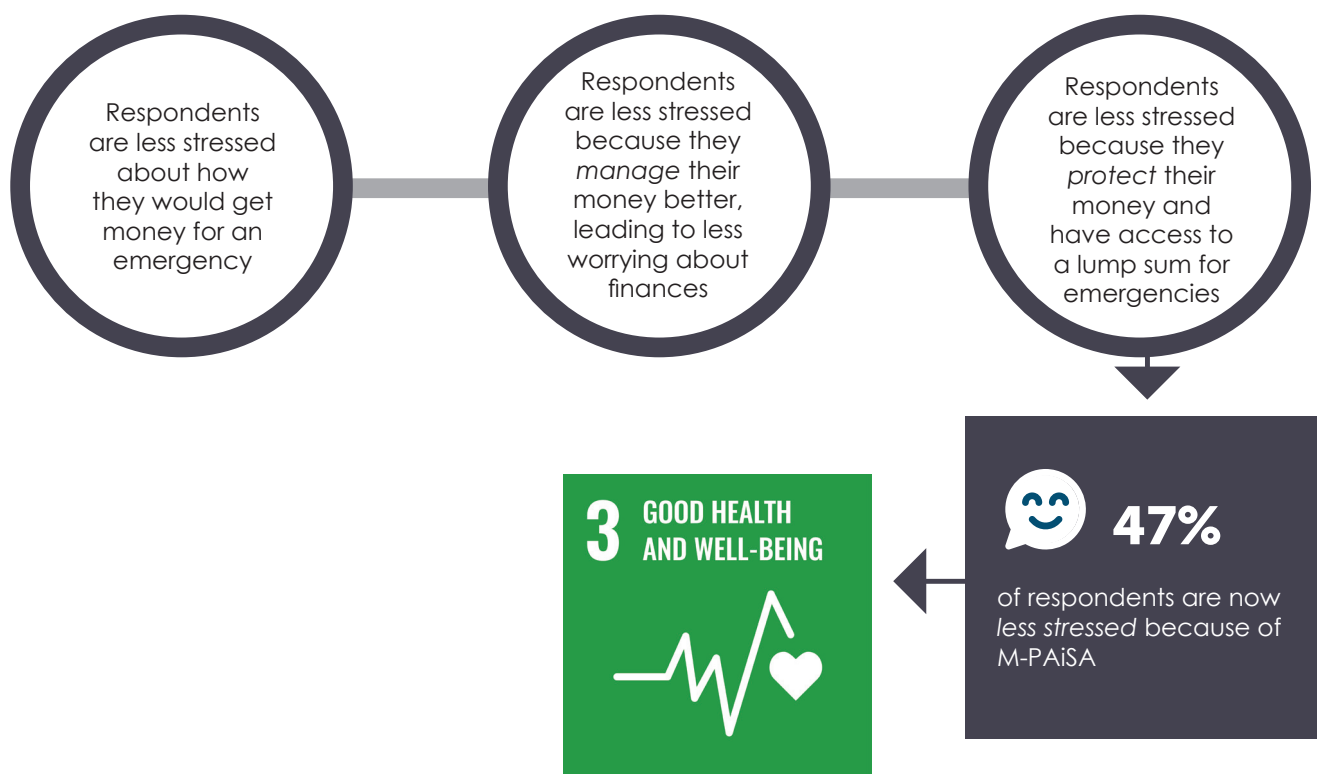 Respondents
are less stressed
about how
they would get
money for an
emergency
Respondents
are less stressed
because they
manage their
money better,
leading to less
worrying about
finances
Respondents
are less stressed
because they
protect their
money and
have access to
a lump sum for
emergencies
47%
of respondents are now
less stressed because of
M-PAiSA
3 GOOD HEALTH
AND WELL-BEING